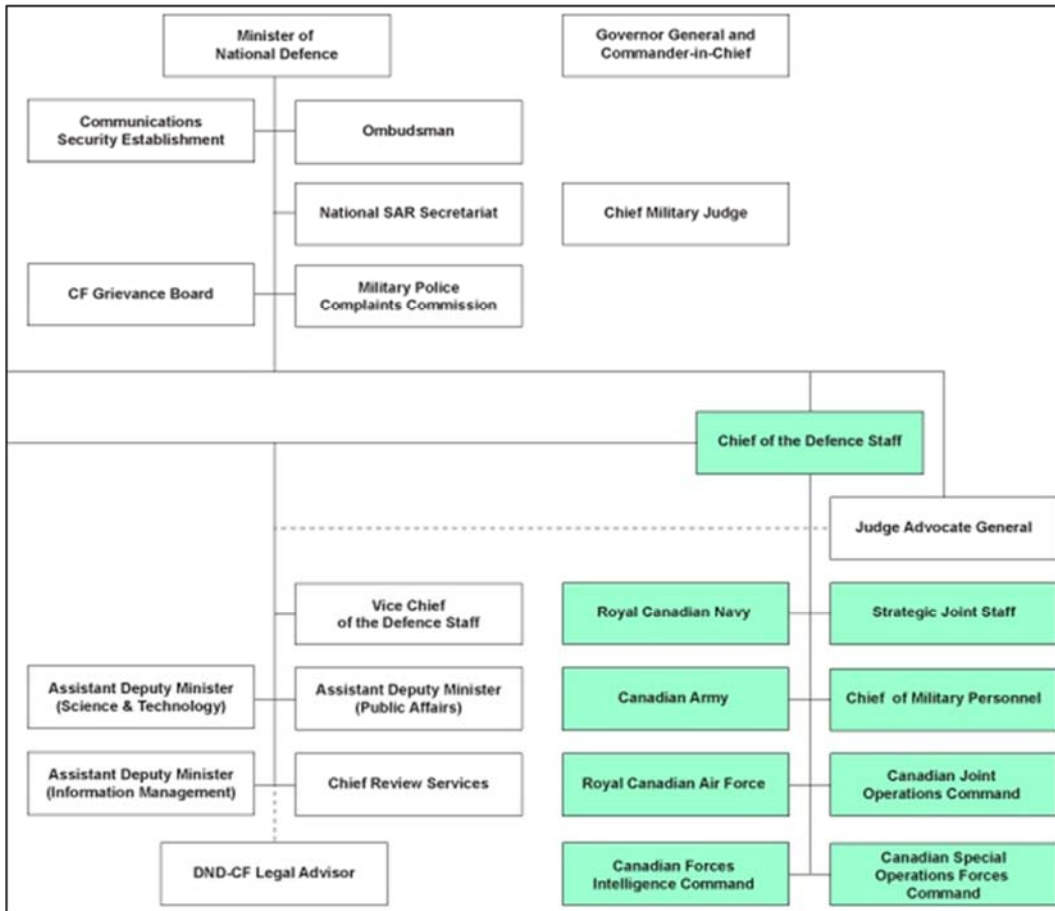 Minister of
National Defence
Governor General and
Commander-in-Chief
Communications
Security Establishment
Ombudsman
National SAR Secretariat
Chief Military Judge
CF Grievance Board
Military Police
Complaints Commission
Chief of the Defence Staff
Judge Advocate General
Vice Chief
of the Defence Staff
Royal Canadian Navy
Strategic Joint Staff
Assistant Deputy Minister
(Science & Technology)
Assistant Deputy Minister
(Public Affairs)
Canadian Army
Chief of Military Personnel
Assistant Deputy Minister
(Information Management)
Chief Review Services
Royal Canadian Air Force
Canadian Joint
Operations Command
DND-CF Legal Advisor
Canadian Forces
Intelligence Command
Canadian Special
Operations Forces
Command